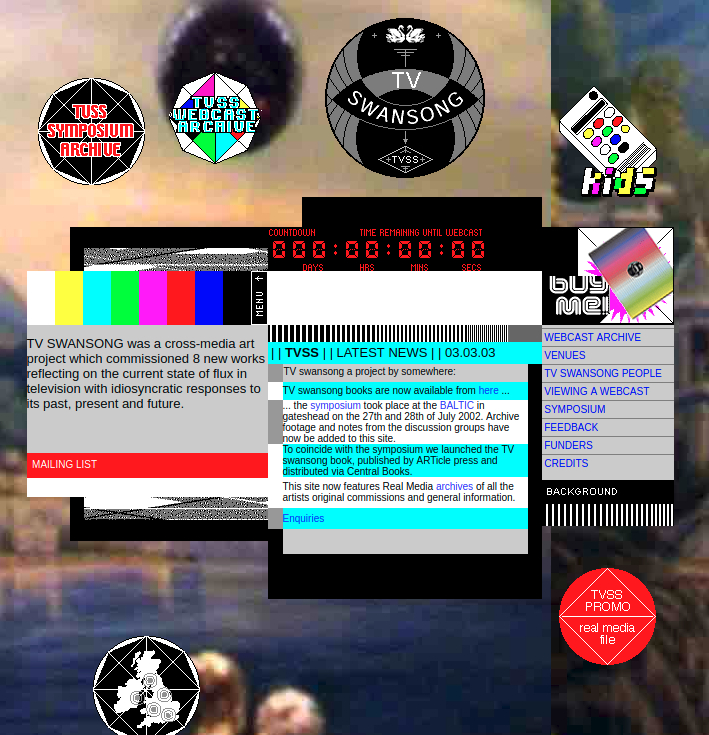 TVSS
SYMPOSIUM
ARCHIVE
TVSS
WEBCAST
ARCHIVE
TV
SWANSONG
+TVSS+
kids
COUNTDOWN
TIME REMAINING UNTIL WEBCAST
000:00:00:00
DAYS HRS MINS SECS
MENU
buy
me!
TV SWANSONG was a cross-media art
project which commissioned 8 new works
reflecting on the current state of flux in
television with idiosyncratic responses to
its past, present and future.
MAILING LIST
| | TVSS | | LATEST NEWS | | 03.03.03
TV swansong a project by somewhere:
TV swansong books are now available from here ...
... the symposium took place at the BALTIC in
gateshead on the 27th and 28th of July 2002. Archive
footage and notes from the discussion groups have
now be added to this site.
To coincide with the symposium we launched the TV
swansong book, published by ARTicle press and
distributed via Central Books.
This site now features Real Media archives of all the
artists original commissions and general information.
Enquiries
WEBCAST ARCHIVE
VENUES
TV SWANSONG PEOPLE
VIEWING A WEBCAST
SYMPOSIUM
FEEDBACK
FUNDERS
CREDITS
BACKGROUND
TVSS
PROMO
real media
file